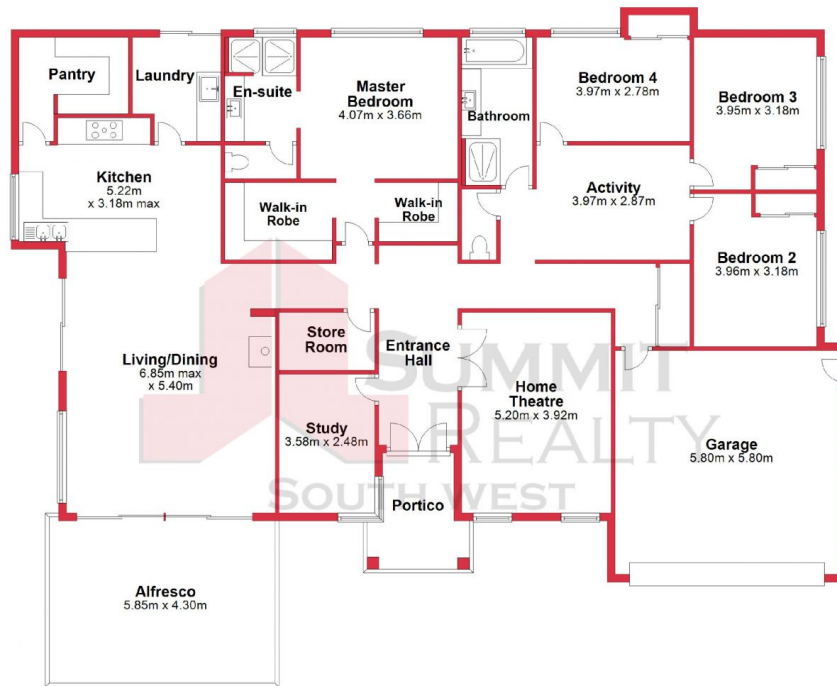 Pantry
Laundry
En-suite
Master
Bedroom
4.07m x 3.66m
Bathroom
Bedroom 4
3.97m x 2.78m
Bedroom 3
3.95m x 3.18m
Kitchen
5.22m
x 3.18m max
Walk-in
Robe
Walk-in
Robe
Activity
3.97m x 2.87m
Bedroom 2
3.96m x 3.18m
Living/Dining
6.85m max
x 5.40m
Store
Room
Entrance
Hall
Home
Theatre
5.20m x 3.92m
Study
3.58m x 2.48m
Garage
5.80m x 5.80m
Portico
Alfresco
5.85m x 4.30m
SUMMIT
REALTY
SOUTH WEST